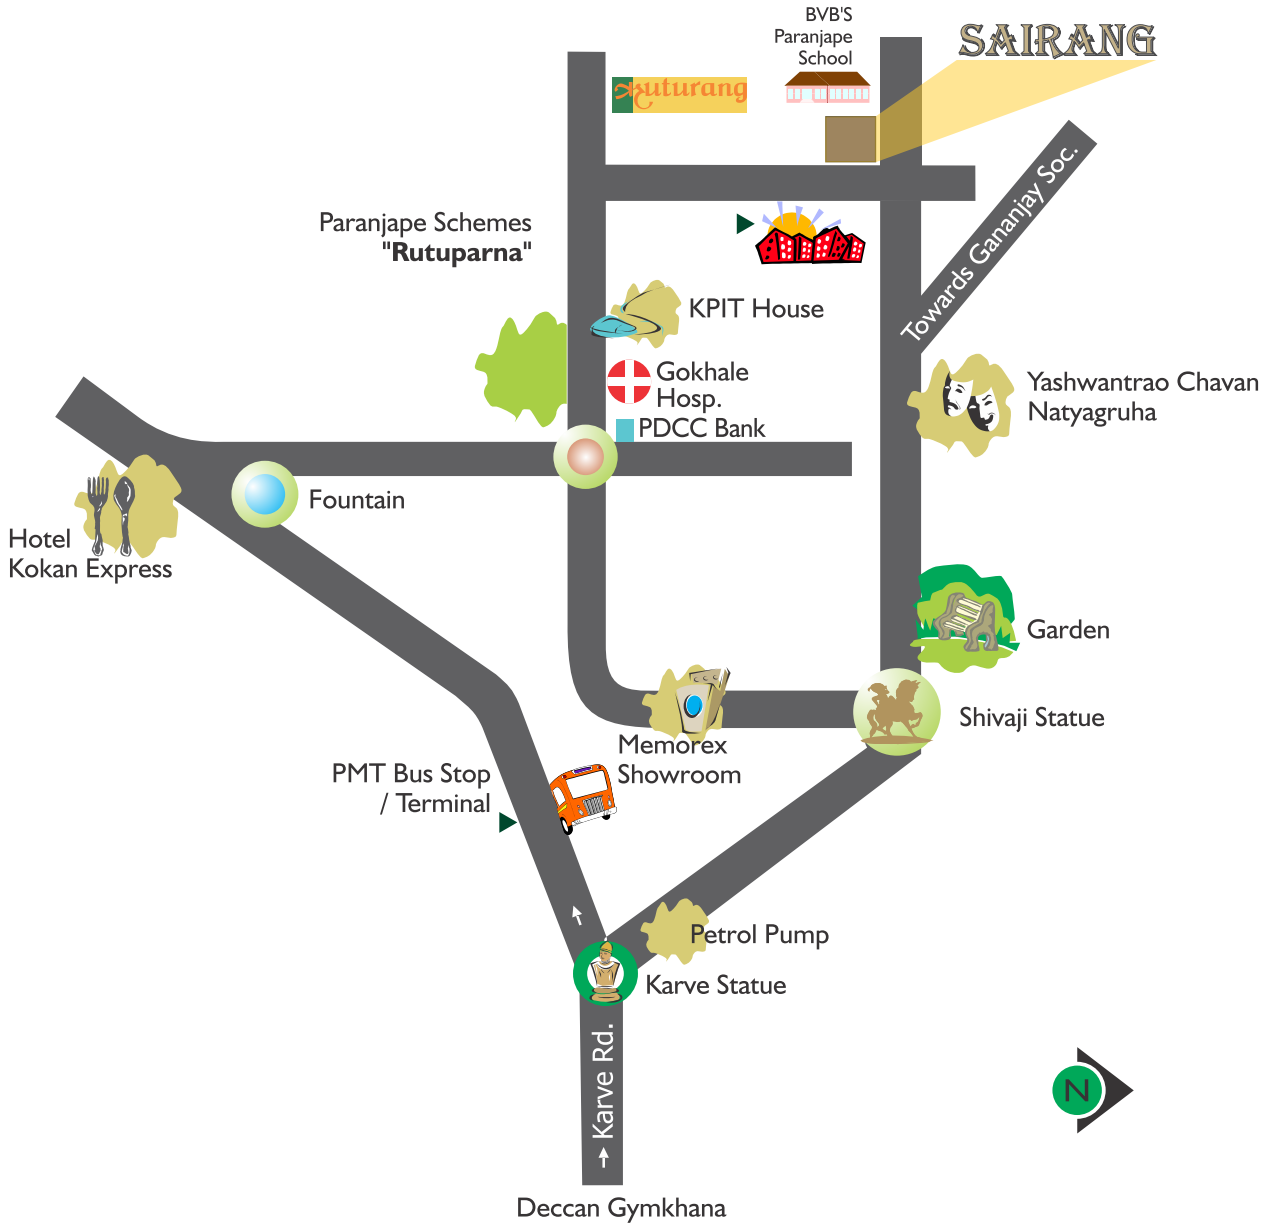 BVB'S
Paranjape
School
SAIRANG
Ruturang
Towards Gananjay Soc.
Paranjape Schemes
"Rutuparna"
KPIT House
Gokhale
Hosp.
PDCC Bank
Yashwantrao Chavan
Natyagruha
Fountain
Hotel
Kokan Express
Garden
Shivaji Statue
Memorex
Showroom
PMT Bus Stop
/ Terminal
Petrol Pump
Karve Statue
Karve Rd.
N
Deccan Gymkhana